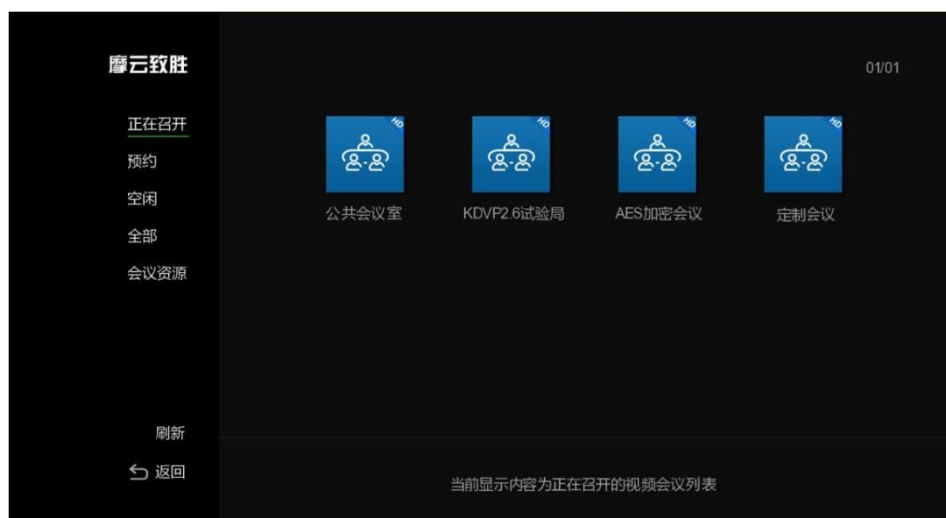 摩云致胜
01/01
正在召开
预约
空闲
全部
会议资源
HD
HD
HD
HD
公共会议室
KDVP2.6试验局
AES加密会议
定制会议
刷新
返回
当前显示内容为正在召开的视频会议列表